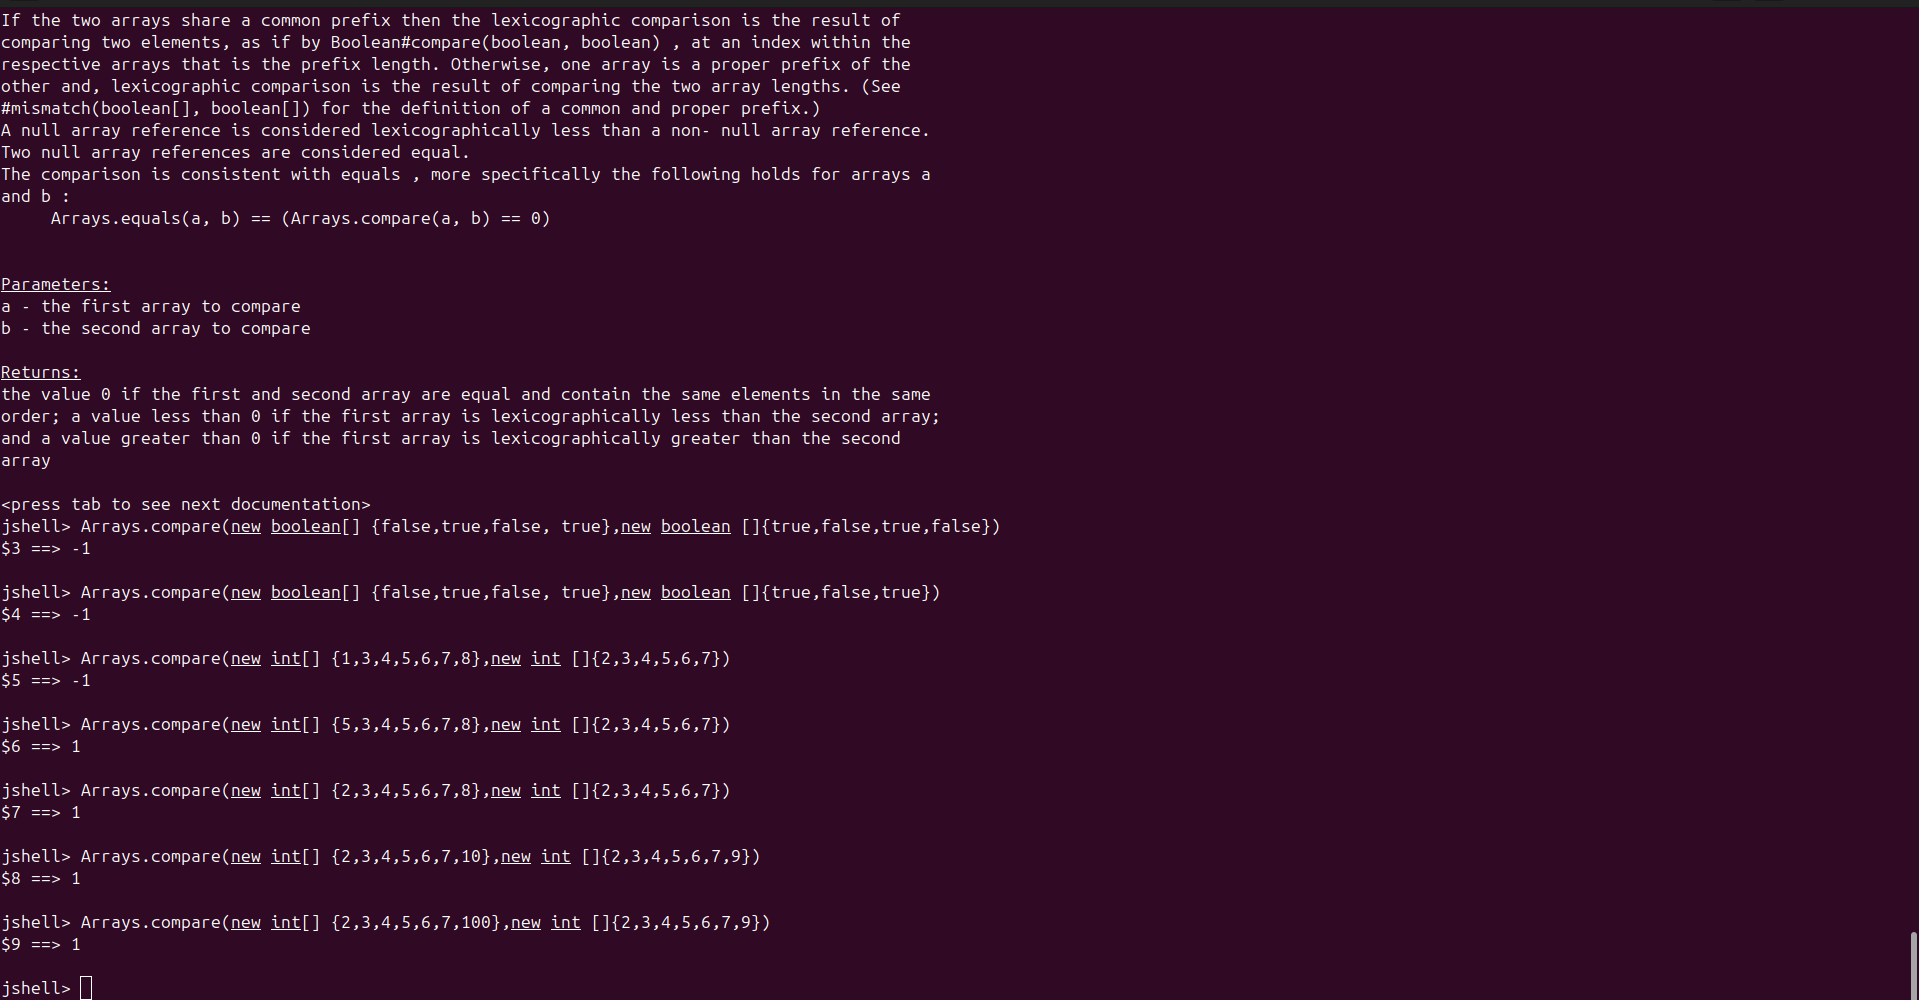 If the two arrays share a common prefix then the lexicographic comparison is the result of
comparing two elements, as if by Boolean#compare(boolean, boolean) , at an index within the
respective arrays that is the prefix length. Otherwise, one array is a proper prefix of the
other and, lexicographic comparison is the result of comparing the two array lengths. (See
#mismatch(boolean[], boolean[]) for the definition of a common and proper prefix.)
A null array reference is considered lexicographically less than a non- null array reference.
Two null array references are considered equal.
The comparison is consistent with equals , more specifically the following holds for arrays a
and b :
     Arrays.equals(a, b) == (Arrays.compare(a, b) == 0)
Parameters:
a - the first array to compare
b - the second array to compare
Returns:
the value 0 if the first and second array are equal and contain the same elements in the same
order; a value less than 0 if the first array is lexicographically less than the second array;
and a value greater than 0 if the first array is lexicographically greater than the second
array
<press tab to see next documentation>
jshell> Arrays.compare(new boolean[] {false,true,false, true},new boolean []{true,false,true,false})
$3 ==> -1
jshell> Arrays.compare(new boolean[] {false,true,false, true},new boolean []{true,false,true})
$4 ==> -1
jshell> Arrays.compare(new int[] {1,3,4,5,6,7,8},new int []{2,3,4,5,6,7})
$5 ==> -1
jshell> Arrays.compare(new int[] {5,3,4,5,6,7,8},new int []{2,3,4,5,6,7})
$6 ==> 1
jshell> Arrays.compare(new int[] {2,3,4,5,6,7,8},new int []{2,3,4,5,6,7})
$7 ==> 1
jshell> Arrays.compare(new int[] {2,3,4,5,6,7,10},new int []{2,3,4,5,6,7,9})
$8 ==> 1
jshell> Arrays.compare(new int[] {2,3,4,5,6,7,100},new int []{2,3,4,5,6,7,9})
$9 ==> 1
jshell>